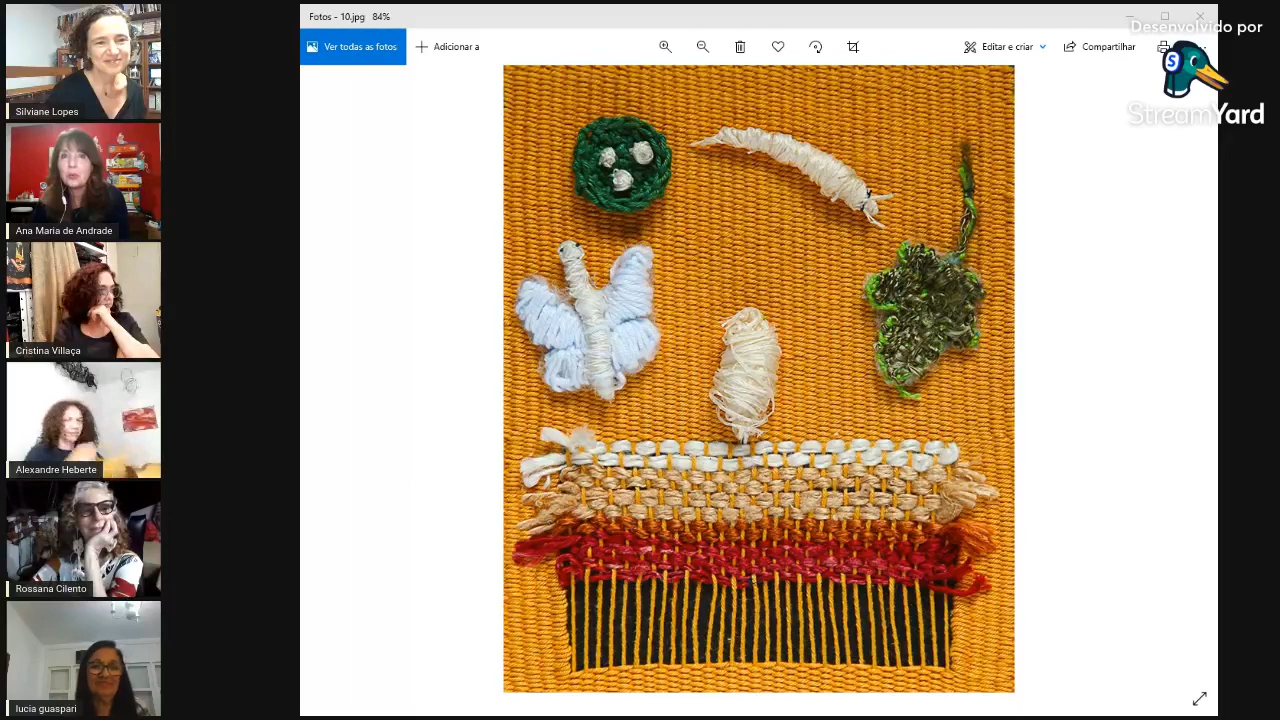 Fotos - 10.jpg 84%
Ver todas as fotos
Adicionar a
Editar e criar
Compartilhar
Desenvolvido por
StreamYard
S
Silviane Lopes
Ana Maria de Andrade
Cristina Villaça
Alexandre Heberte
Rossana Cilento
lucia guaspari